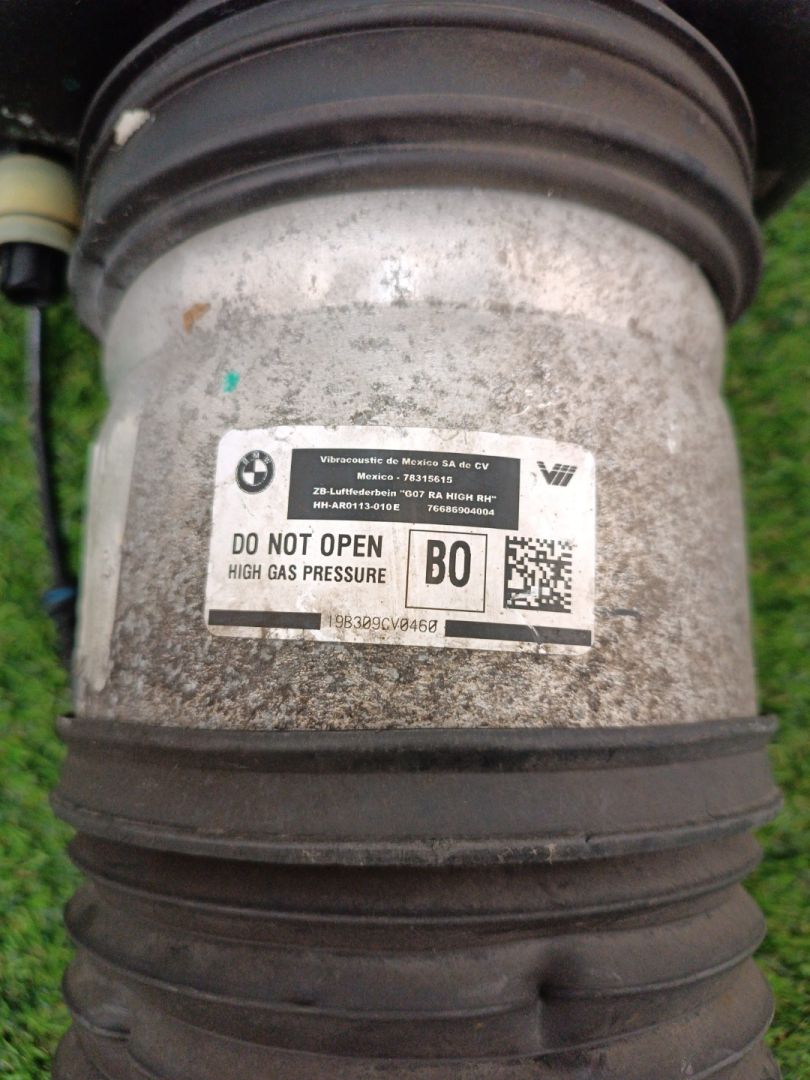 BMW
Vibracoustic de Mexico SA de CV
Mexico - 78315615
ZB-Luftfederbein "G07 RA HIGH RH"
HH-AR0113-010E 76686904004
DO NOT OPEN
HIGH GAS PRESSURE
BO
19B309CV0460